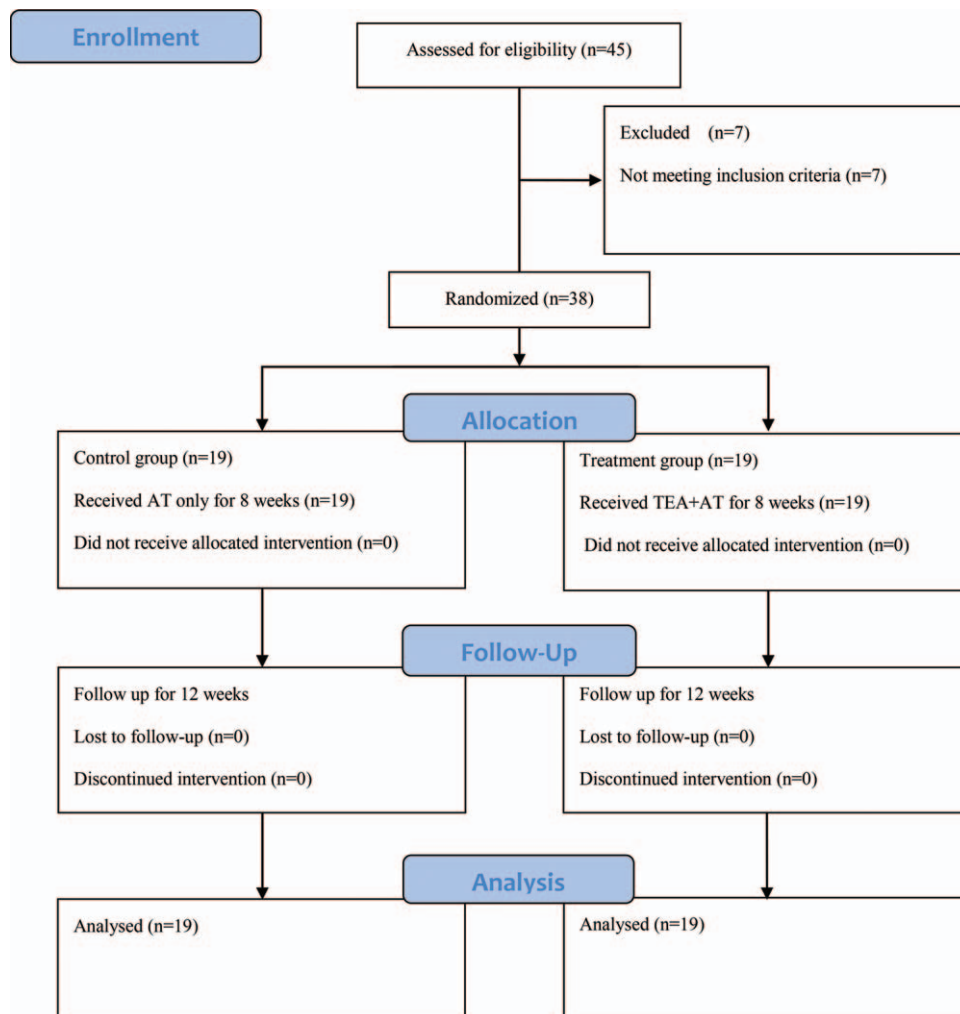 Enrollment
Assessed for eligibility (n=45)
Excluded (n=7)
Not meeting inclusion criteria (n=7)
Randomized (n=38)
Allocation
Control group (n=19)
Received AT only for 8 weeks (n=19)
Did not receive allocated intervention (n=0)
Treatment group (n=19)
Received TEA+AT for 8 weeks (n=19)
Did not receive allocated intervention (n=0)
Follow-Up
Follow up for 12 weeks
Lost to follow-up (n=0)
Discontinued intervention (n=0)
Follow up for 12 weeks
Lost to follow-up (n=0)
Discontinued intervention (n=0)
Analysis
Analysed (n=19)
Analysed (n=19)